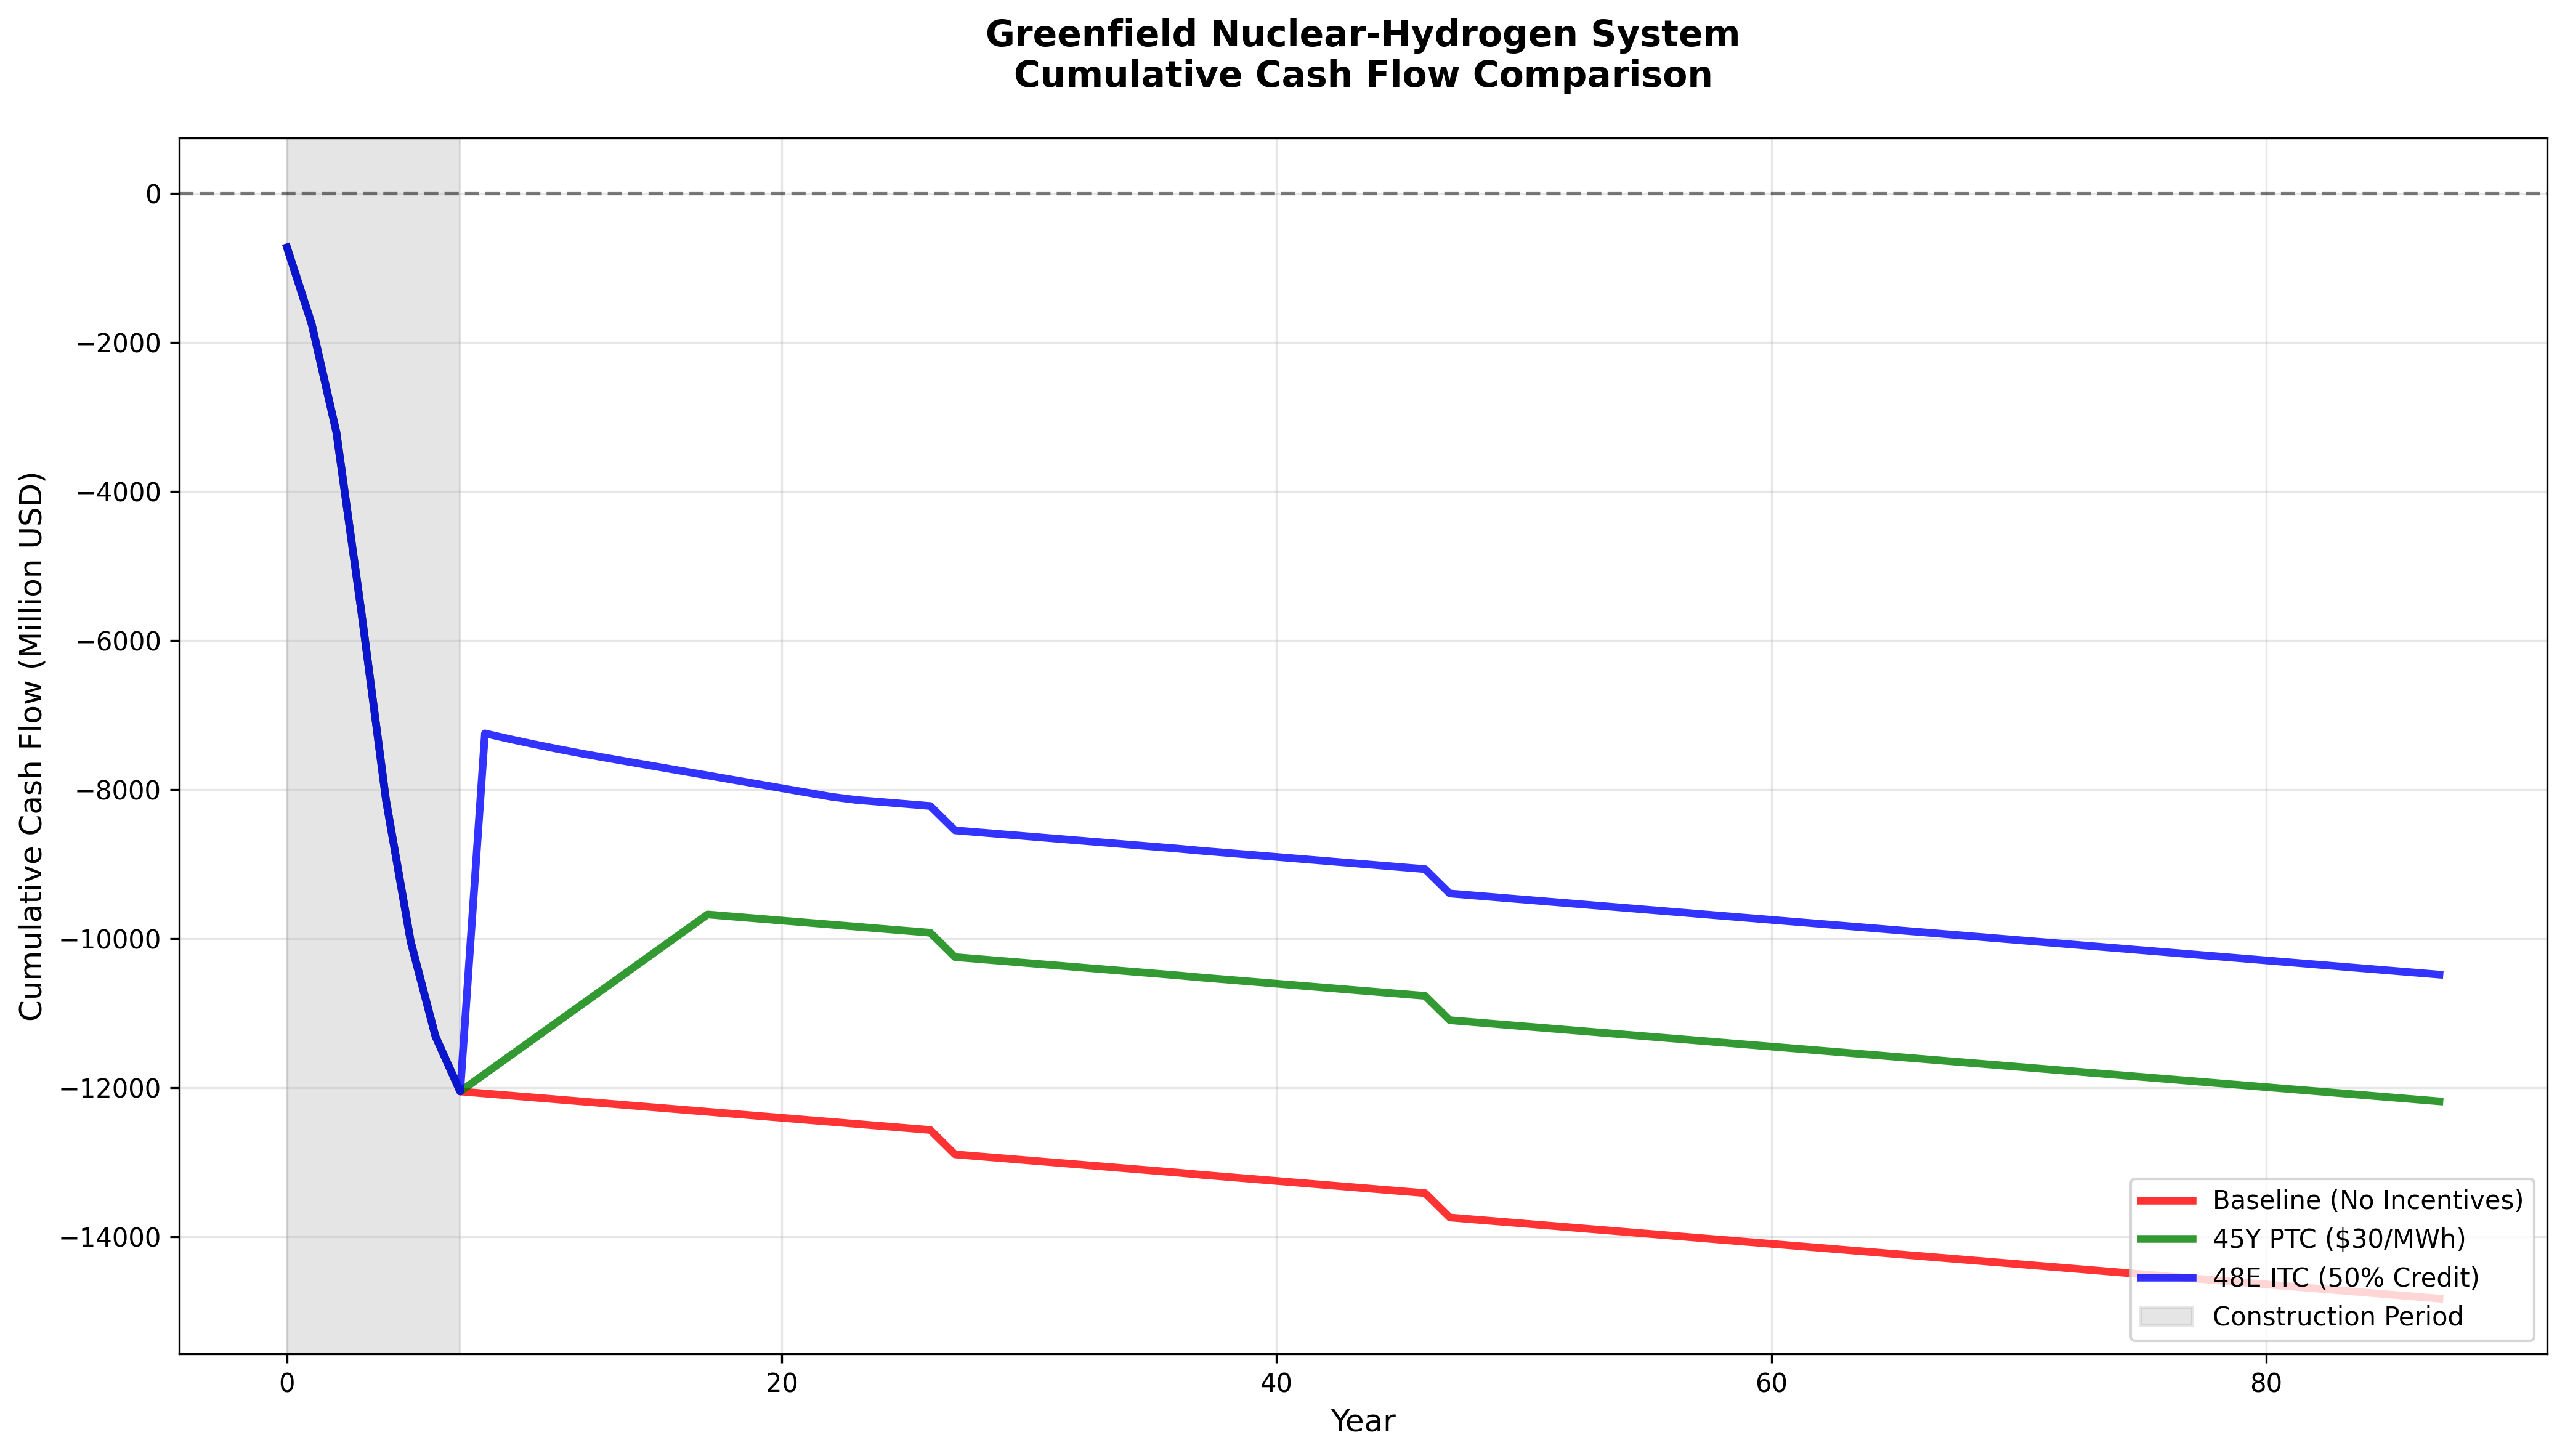 Greenfield Nuclear-Hydrogen System
Cumulative Cash Flow Comparison
Cumulative Cash Flow (Million USD)
0
−2000
−4000
−6000
−8000
−10000
−12000
−14000
0
20
40
60
80
Year
Baseline (No Incentives)
45Y PTC ($30/MWh)
48E ITC (50% Credit)
Construction Period